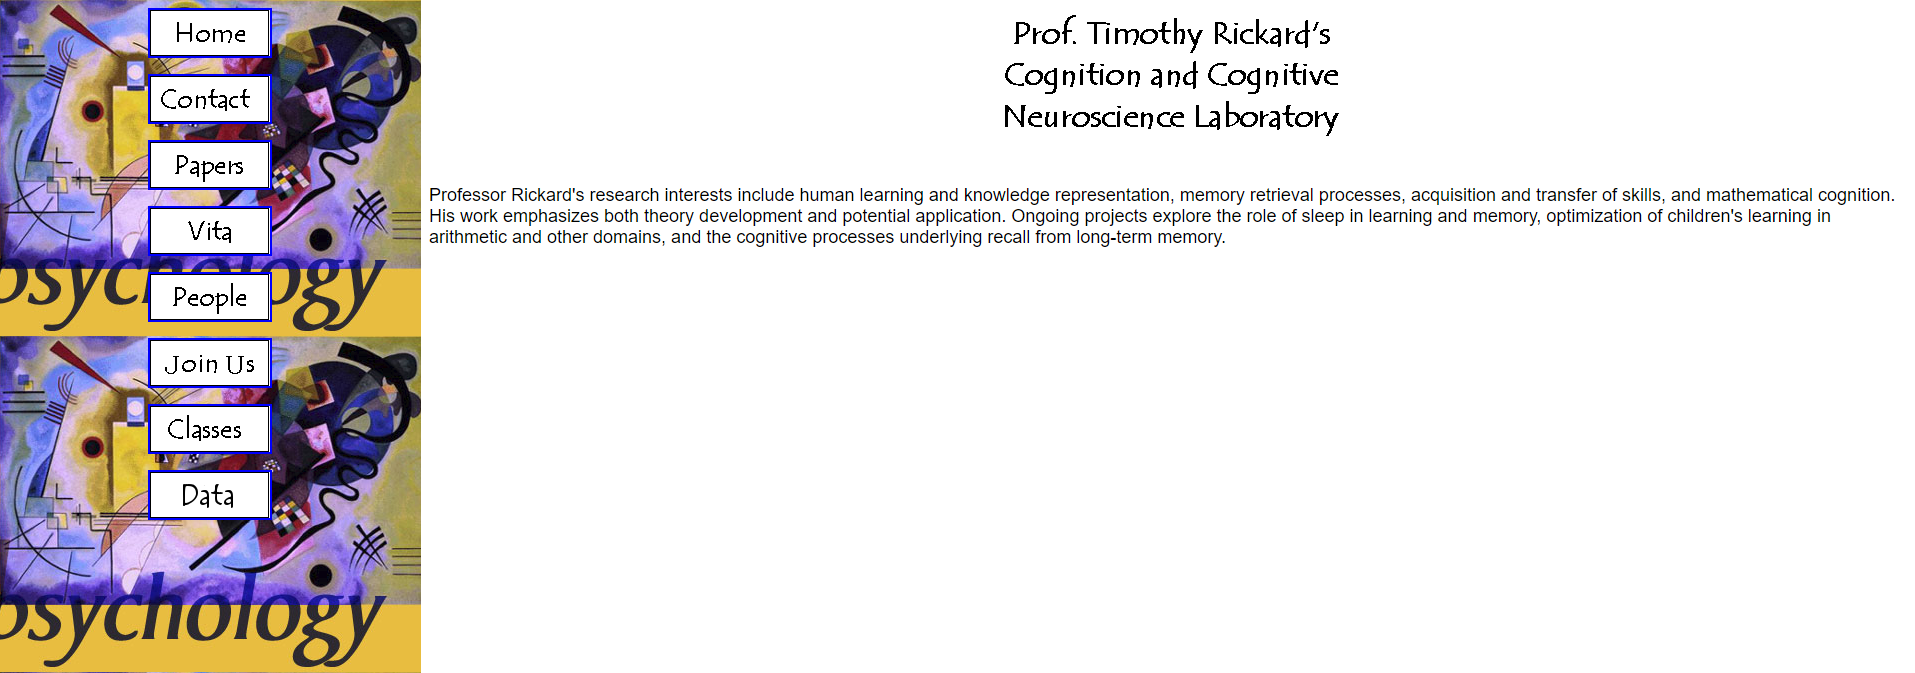 Home
Contact
Papers
Vita
People
Join Us
Classes
Data
psychology
Prof. Timothy Rickard's
Cognition and Cognitive
Neuroscience Laboratory
Professor Rickard's research interests include human learning and knowledge representation, memory retrieval processes, acquisition and transfer of skills, and mathematical cognition.
His work emphasizes both theory development and potential application. Ongoing projects explore the role of sleep in learning and memory, optimization of children's learning in
arithmetic and other domains, and the cognitive processes underlying recall from long-term memory.